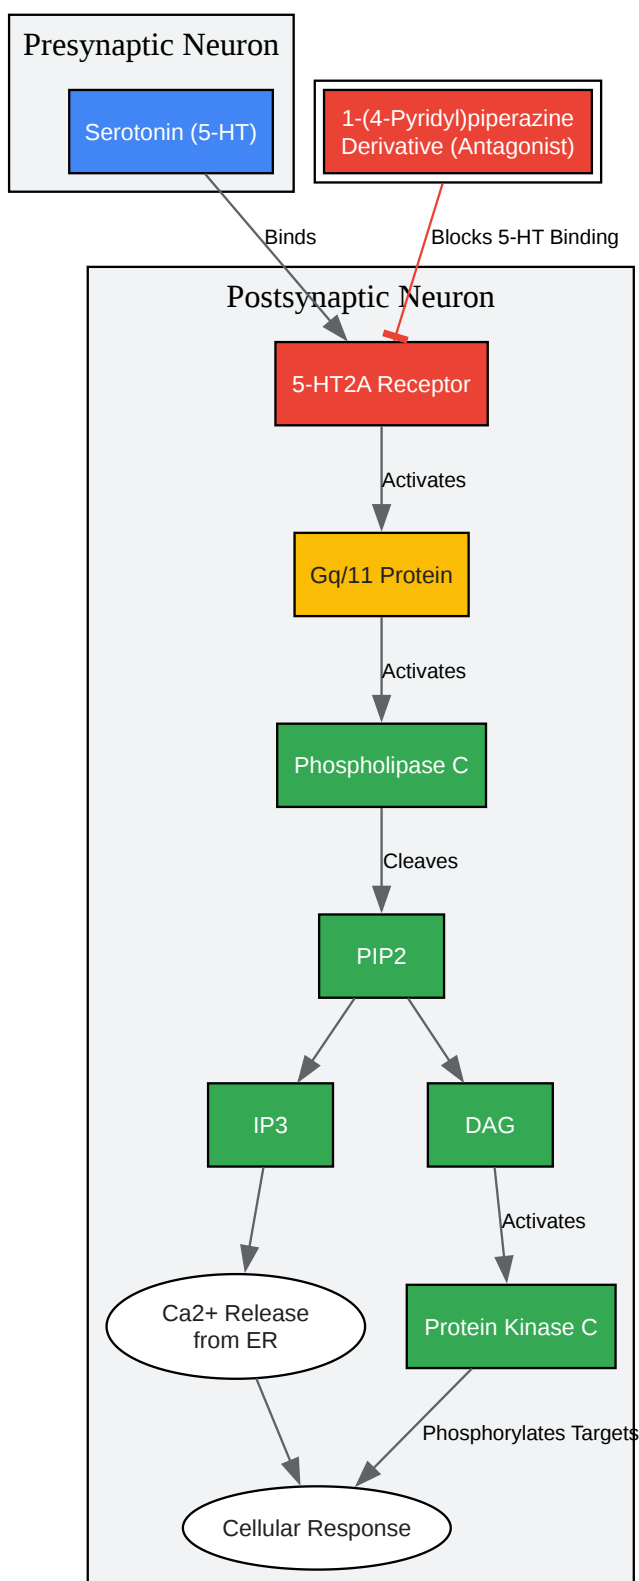 Presynaptic Neuron
Serotonin (5-HT)
1-(4-Pyridyl)piperazine
Derivative (Antagonist)
Binds
Blocks 5-HT Binding
Postsynaptic Neuron
5-HT2A Receptor
Activates
Gq/11 Protein
Activates
Phospholipase C
Cleaves
PIP2
IP3
DAG
Activates
Ca2+ Release
from ER
Protein Kinase C
Phosphorylates Targets
Cellular Response